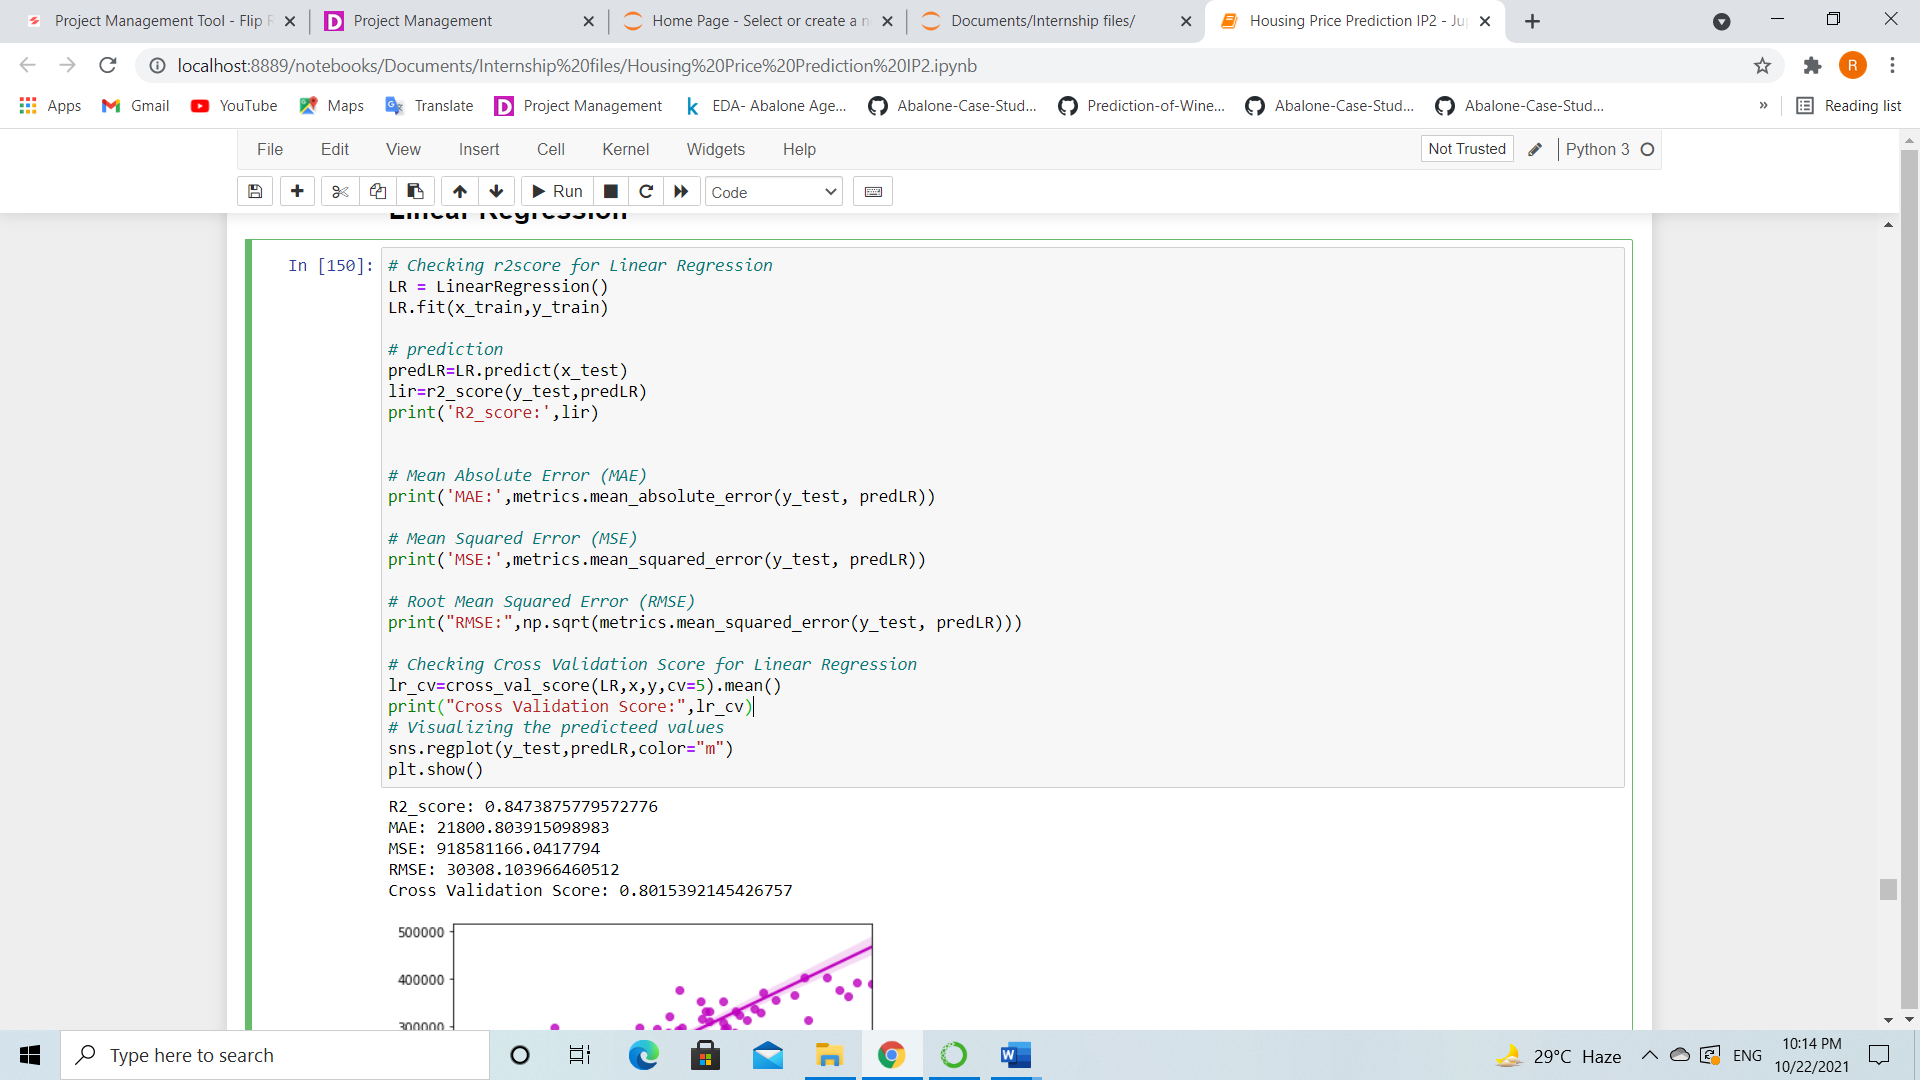 Project Management Tool - Flip R
Project Management
Home Page - Select or create a n
Documents/Internship files/
Housing Price Prediction IP2 - Ju
localhost:8889/notebooks/Documents/Internship%20files/Housing%20Price%20Prediction%20IP2.ipynb
R
Apps
Gmail
YouTube
Maps
Translate
Project Management
EDA- Abalone Age...
Abalone-Case-Stud...
Prediction-of-Wine...
Abalone-Case-Stud...
Abalone-Case-Stud...
»
Reading list
File Edit View Insert Cell Kernel Widgets Help
Not Trusted
Python 3
Run
Code
Linear Regression
In [150]:
# Checking r2score for Linear Regression
LR = LinearRegression()
LR.fit(x_train,y_train)
# prediction
predLR=LR.predict(x_test)
lir=r2_score(y_test,predLR)
print('R2_score:',lir)
# Mean Absolute Error (MAE)
print('MAE:',metrics.mean_absolute_error(y_test, predLR))
# Mean Squared Error (MSE)
print('MSE:',metrics.mean_squared_error(y_test, predLR))
# Root Mean Squared Error (RMSE)
print("RMSE:",np.sqrt(metrics.mean_squared_error(y_test, predLR)))
# Checking Cross Validation Score for Linear Regression
lr_cv=cross_val_score(LR,x,y,cv=5).mean()
print("Cross Validation Score:",lr_cv)
# Visualizing the predicteed values
sns.regplot(y_test,predLR,color="m")
plt.show()
R2_score: 0.8473875779572776
MAE: 21800.803915098983
MSE: 918581166.0417794
RMSE: 30308.103966460512
Cross Validation Score: 0.8015392145426757
500000
400000
300000
Type here to search
29°C Haze
ENG
10:14 PM
10/22/2021